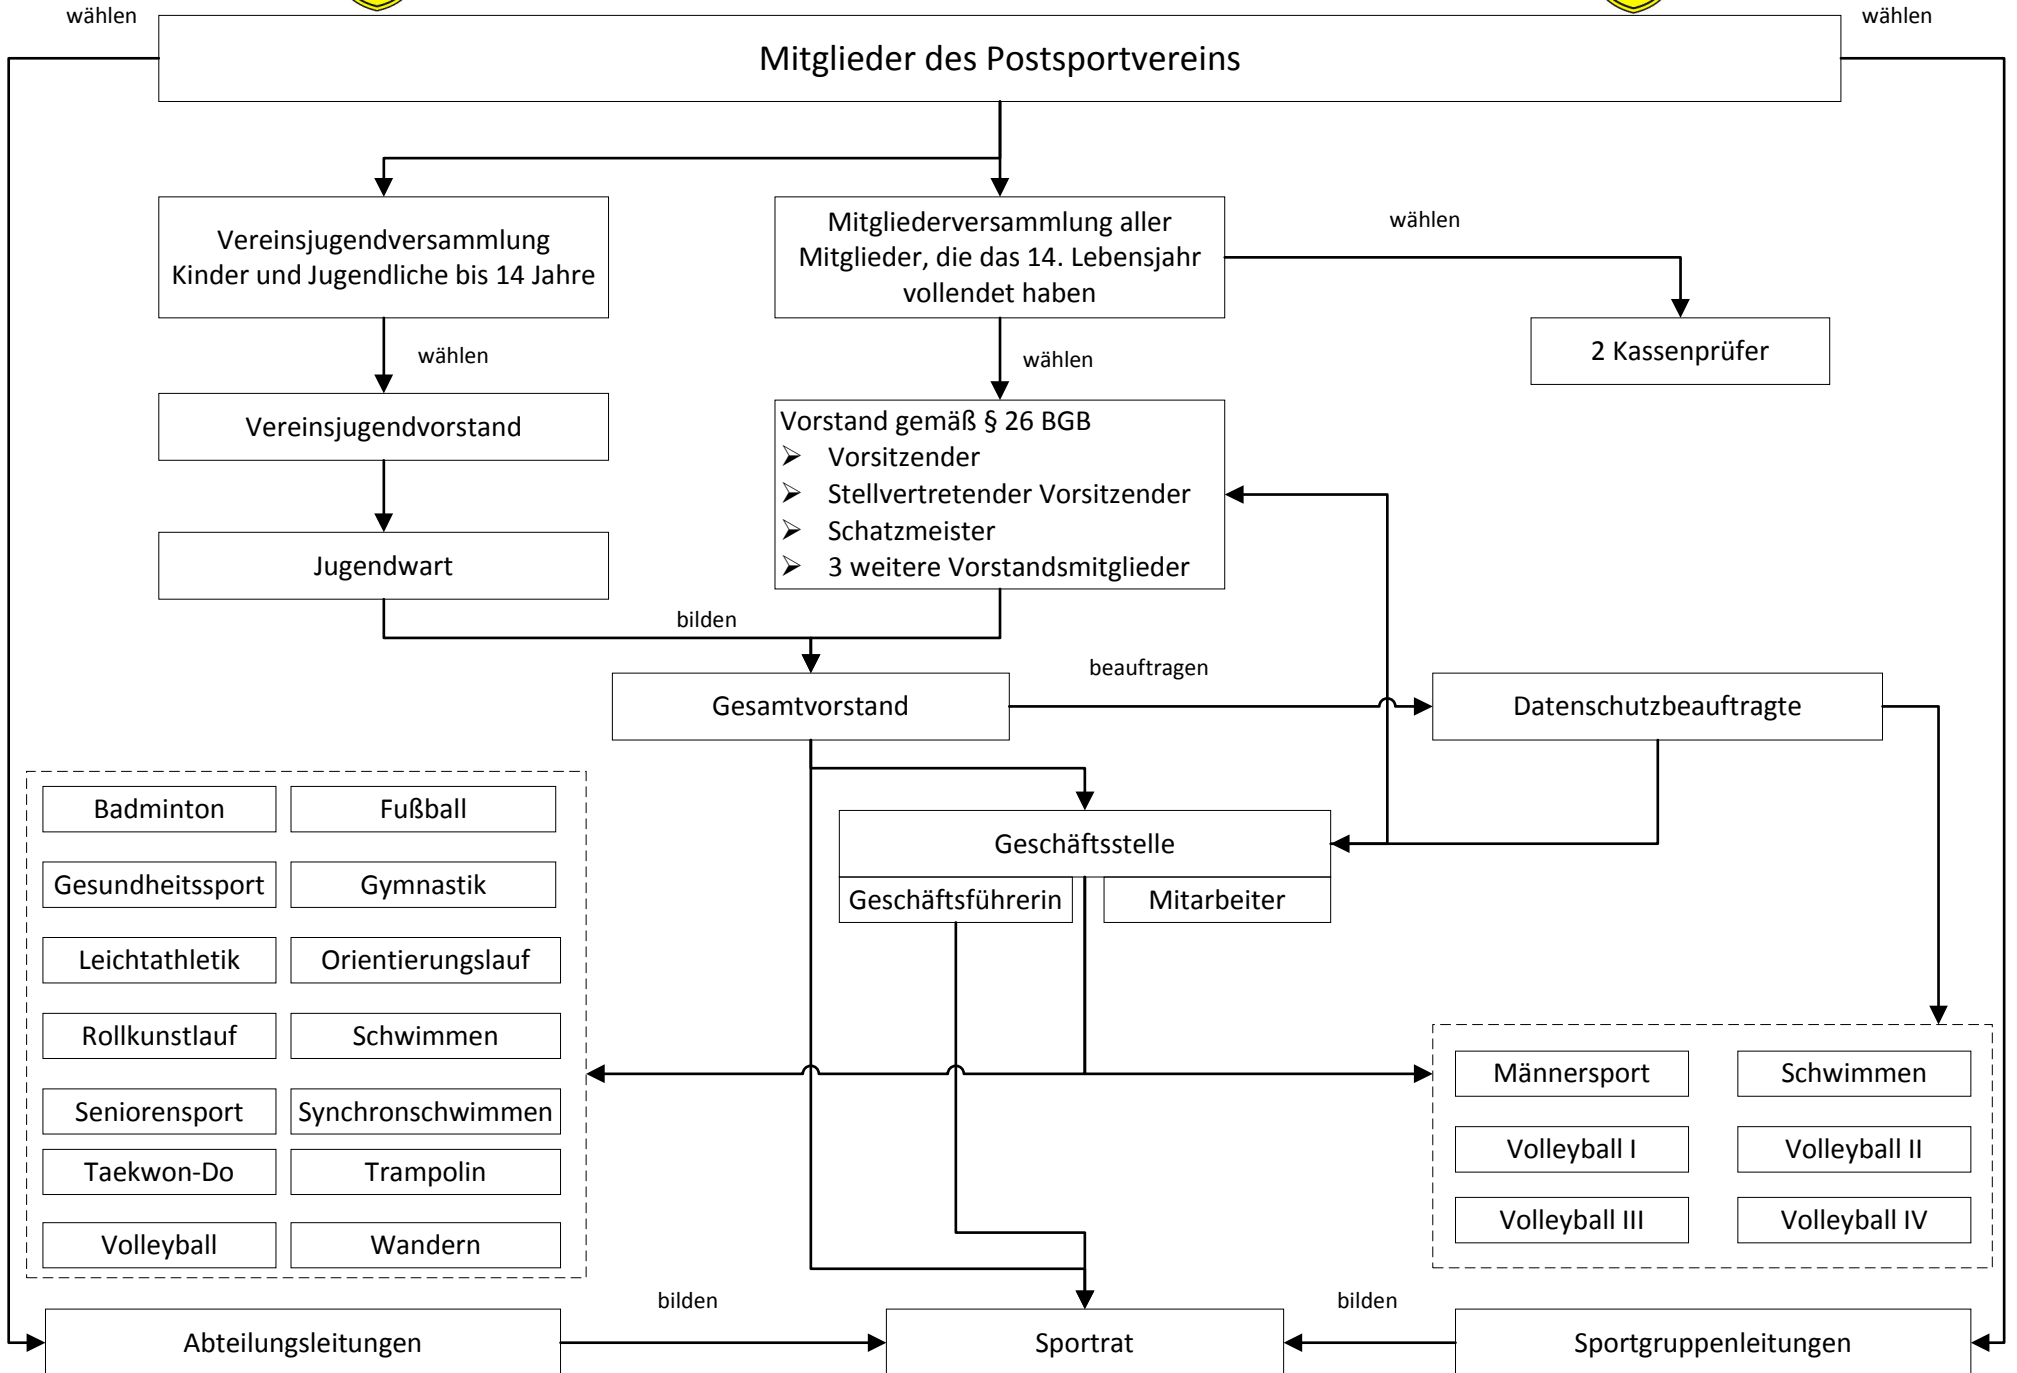 wählen
wählen
Mitglieder des Postsportvereins
Vereinsjugendversammlung
Kinder und Jugendliche bis 14 Jahre
Mitgliederversammlung aller
Mitglieder, die das 14. Lebensjahr
vollendet haben
wählen
2 Kassenprüfer
wählen
wählen
Vereinsjugendvorstand
Vorstand gemäß § 26 BGB
➢ Vorsitzender
➢ Stellvertretender Vorsitzender
➢ Schatzmeister
➢ 3 weitere Vorstandsmitglieder
Jugendwart
bilden
Gesamtvorstand
beauftragen
Datenschutzbeauftragte
Geschäftsstelle
Geschäftsführerin
Mitarbeiter
Badminton
Fußball
Gesundheitssport
Gymnastik
Leichtathletik
Orientierungslauf
Rollkunstlauf
Schwimmen
Seniorensport
Synchronschwimmen
Taekwon-Do
Trampolin
Volleyball
Wandern
Männersport
Schwimmen
Volleyball I
Volleyball II
Volleyball III
Volleyball IV
Abteilungsleitungen
bilden
Sportrat
bilden
Sportgruppenleitungen